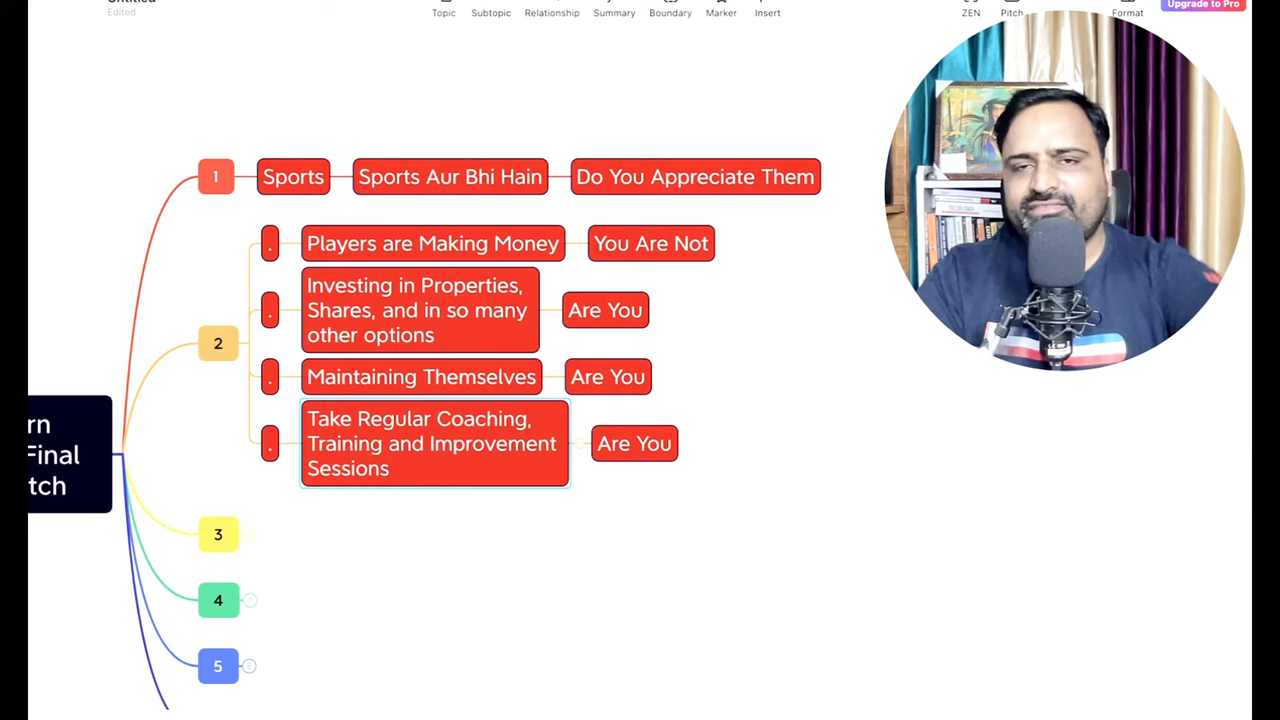 Untitled
Edited
Topic Subtopic Relationship Summary Boundary Marker Insert ZEN Pitch Format Upgrade to Pro
1 Sports Sports Aur Bhi Hain Do You Appreciate Them
. Players are Making Money You Are Not
Investing in Properties,
. Shares, and in so many Are You
other options
2
. Maintaining Themselves Are You
Take Regular Coaching,
. Training and Improvement Are You
Sessions
rn
Final
tch
3
4
5